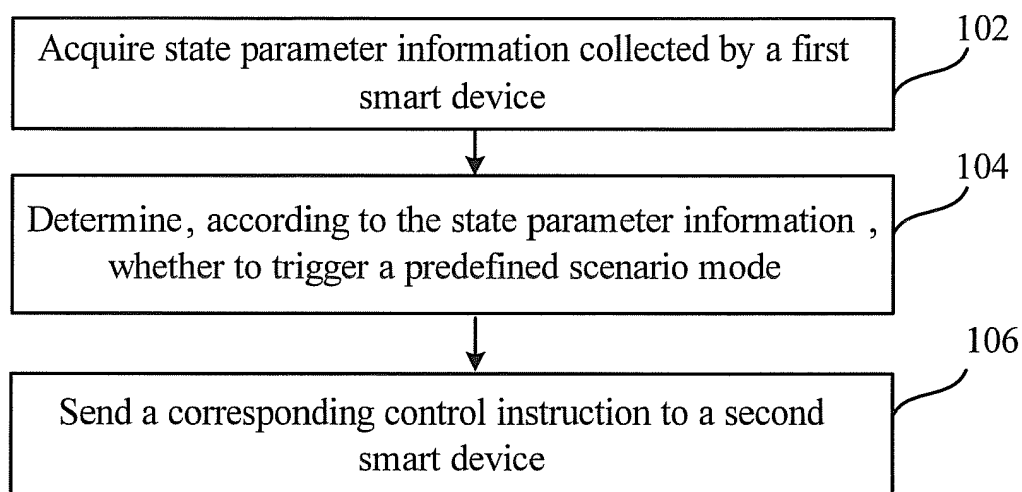 102
Acquire state parameter information collected by a first
smart device
104
Determine, according to the state parameter information ,
whether to trigger a predefined scenario mode
106
Send a corresponding control instruction to a second
smart device